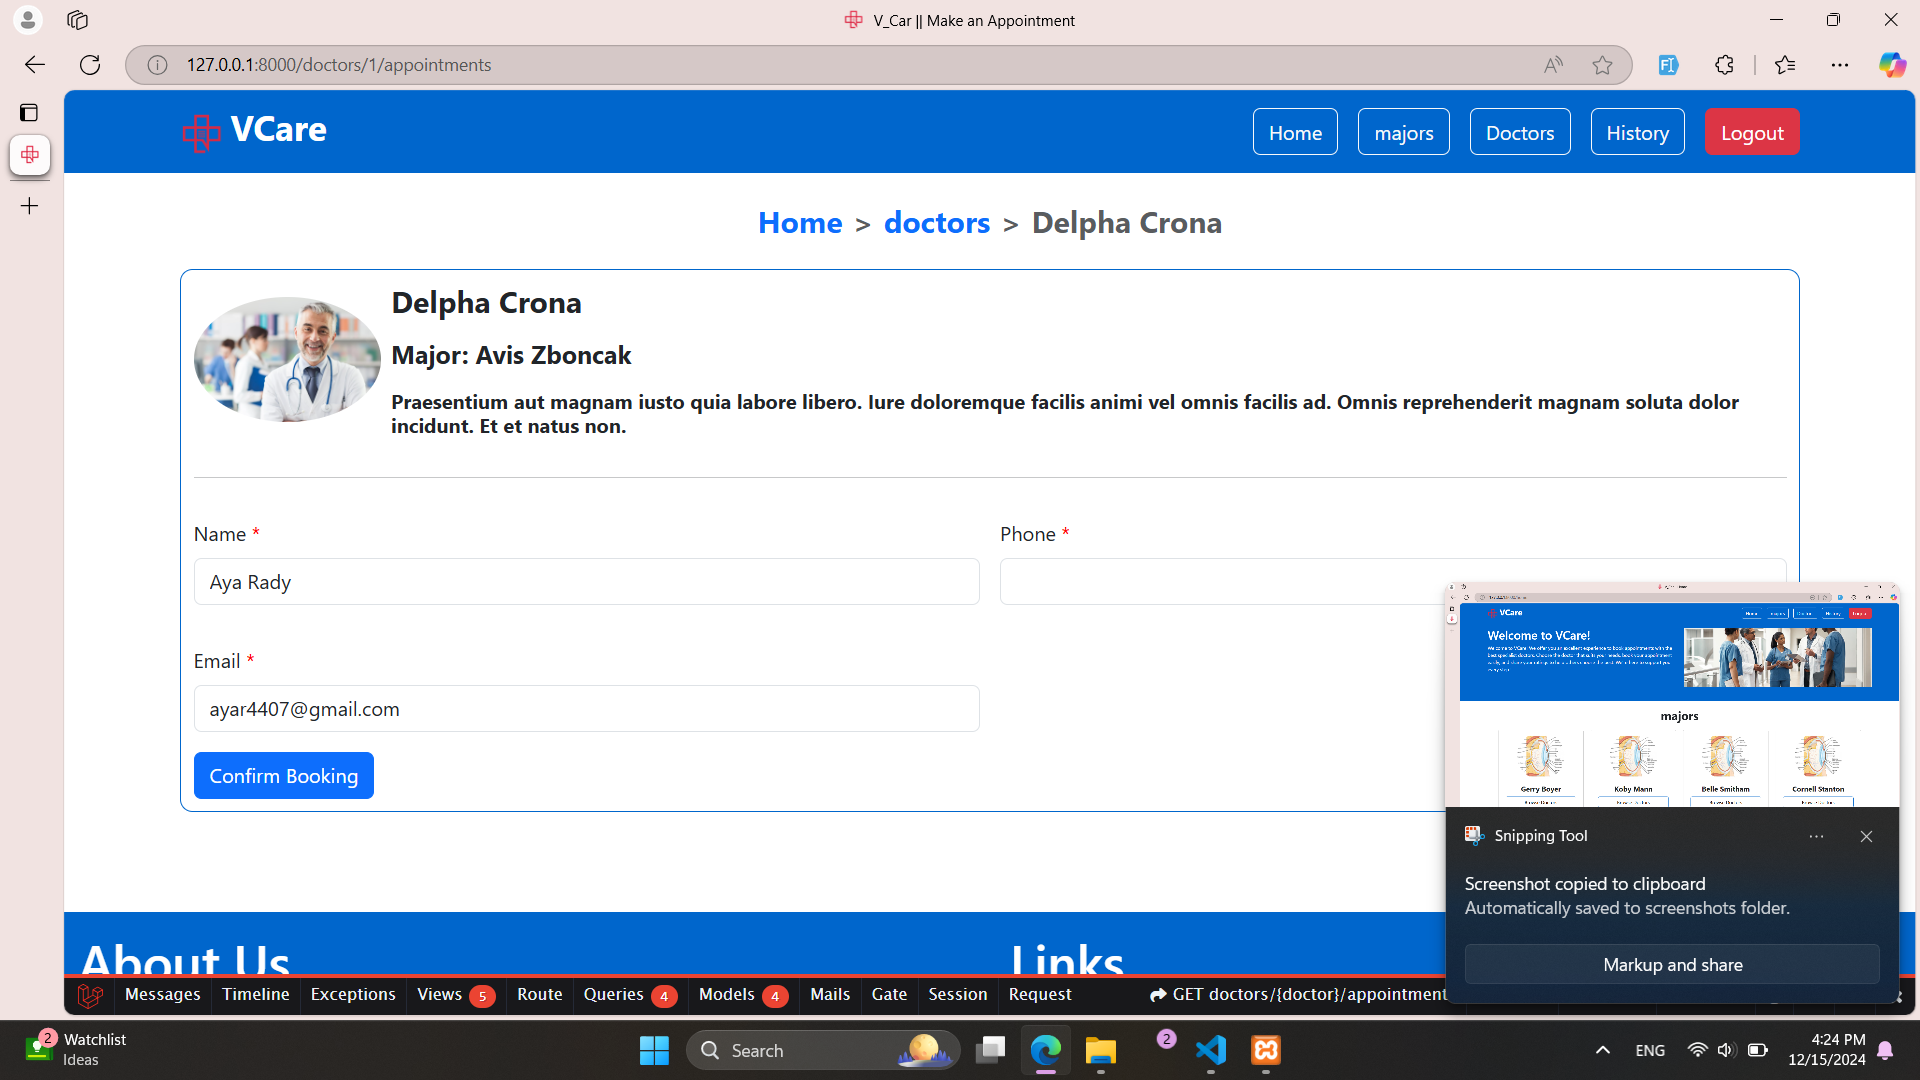 V_Car || Make an Appointment
127.0.0.1:8000/doctors/1/appointments
VCare
Home
majors
Doctors
History
Logout
Home > doctors > Delpha Crona
Delpha Crona
Major: Avis Zboncak
Praesentium aut magnam iusto quia labore libero. Iure doloremque facilis animi vel omnis facilis ad. Omnis reprehenderit magnam soluta dolor
incidunt. Et et natus non.
Name *
Phone *
Aya Rady
Email *
ayar4407@gmail.com
Confirm Booking
VCare
Welcome to VCare!
majors
Gerry Boyer
Koby Mann
Belle Smitham
Cornell Stanton
Snipping Tool
Screenshot copied to clipboard
Automatically saved to screenshots folder.
Markup and share
About Us
Links
Messages
Timeline
Exceptions
Views 5
Route
Queries 4
Models 4
Mails
Gate
Session
Request
GET doctors/{doctor}/appointment
2
Watchlist
Ideas
Search
2
ENG
4:24 PM
12/15/2024